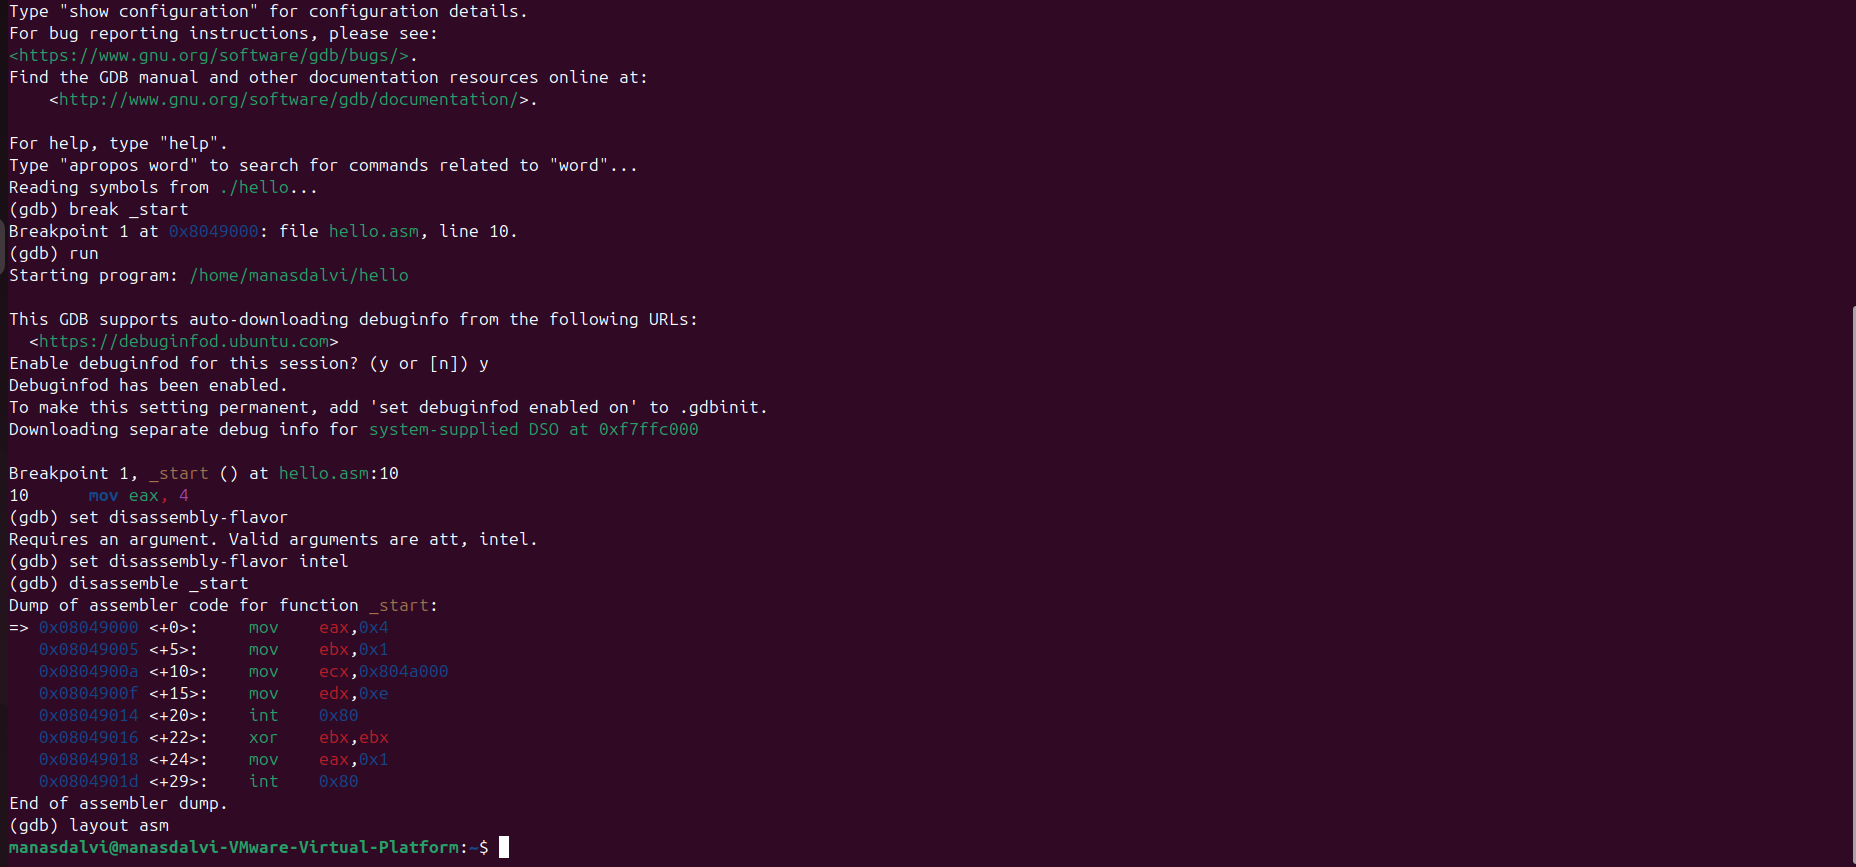 Type "show configuration" for configuration details.
For bug reporting instructions, please see:
<https://www.gnu.org/software/gdb/bugs/>.
Find the GDB manual and other documentation resources online at:
    <http://www.gnu.org/software/gdb/documentation/>.

For help, type "help".
Type "apropos word" to search for commands related to "word"...
Reading symbols from ./hello...
(gdb) break _start
Breakpoint 1 at 0x8049000: file hello.asm, line 10.
(gdb) run
Starting program: /home/manasdalvi/hello

This GDB supports auto-downloading debuginfo from the following URLs:
  <https://debuginfod.ubuntu.com>
Enable debuginfod for this session? (y or [n]) y
Debuginfod has been enabled.
To make this setting permanent, add 'set debuginfod enabled on' to .gdbinit.
Downloading separate debug info for system-supplied DSO at 0xf7ffc000

Breakpoint 1, _start () at hello.asm:10
10      mov eax, 4
(gdb) set disassembly-flavor
Requires an argument. Valid arguments are att, intel.
(gdb) set disassembly-flavor intel
(gdb) disassemble _start
Dump of assembler code for function _start:
=> 0x08049000 <+0>:     mov    eax,0x4
   0x08049005 <+5>:     mov    ebx,0x1
   0x0804900a <+10>:    mov    ecx,0x804a000
   0x0804900f <+15>:    mov    edx,0xe
   0x08049014 <+20>:    int    0x80
   0x08049016 <+22>:    xor    ebx,ebx
   0x08049018 <+24>:    mov    eax,0x1
   0x0804901d <+29>:    int    0x80
End of assembler dump.
(gdb) layout asm
manasdalvi@manasdalvi-VMware-Virtual-Platform:~$